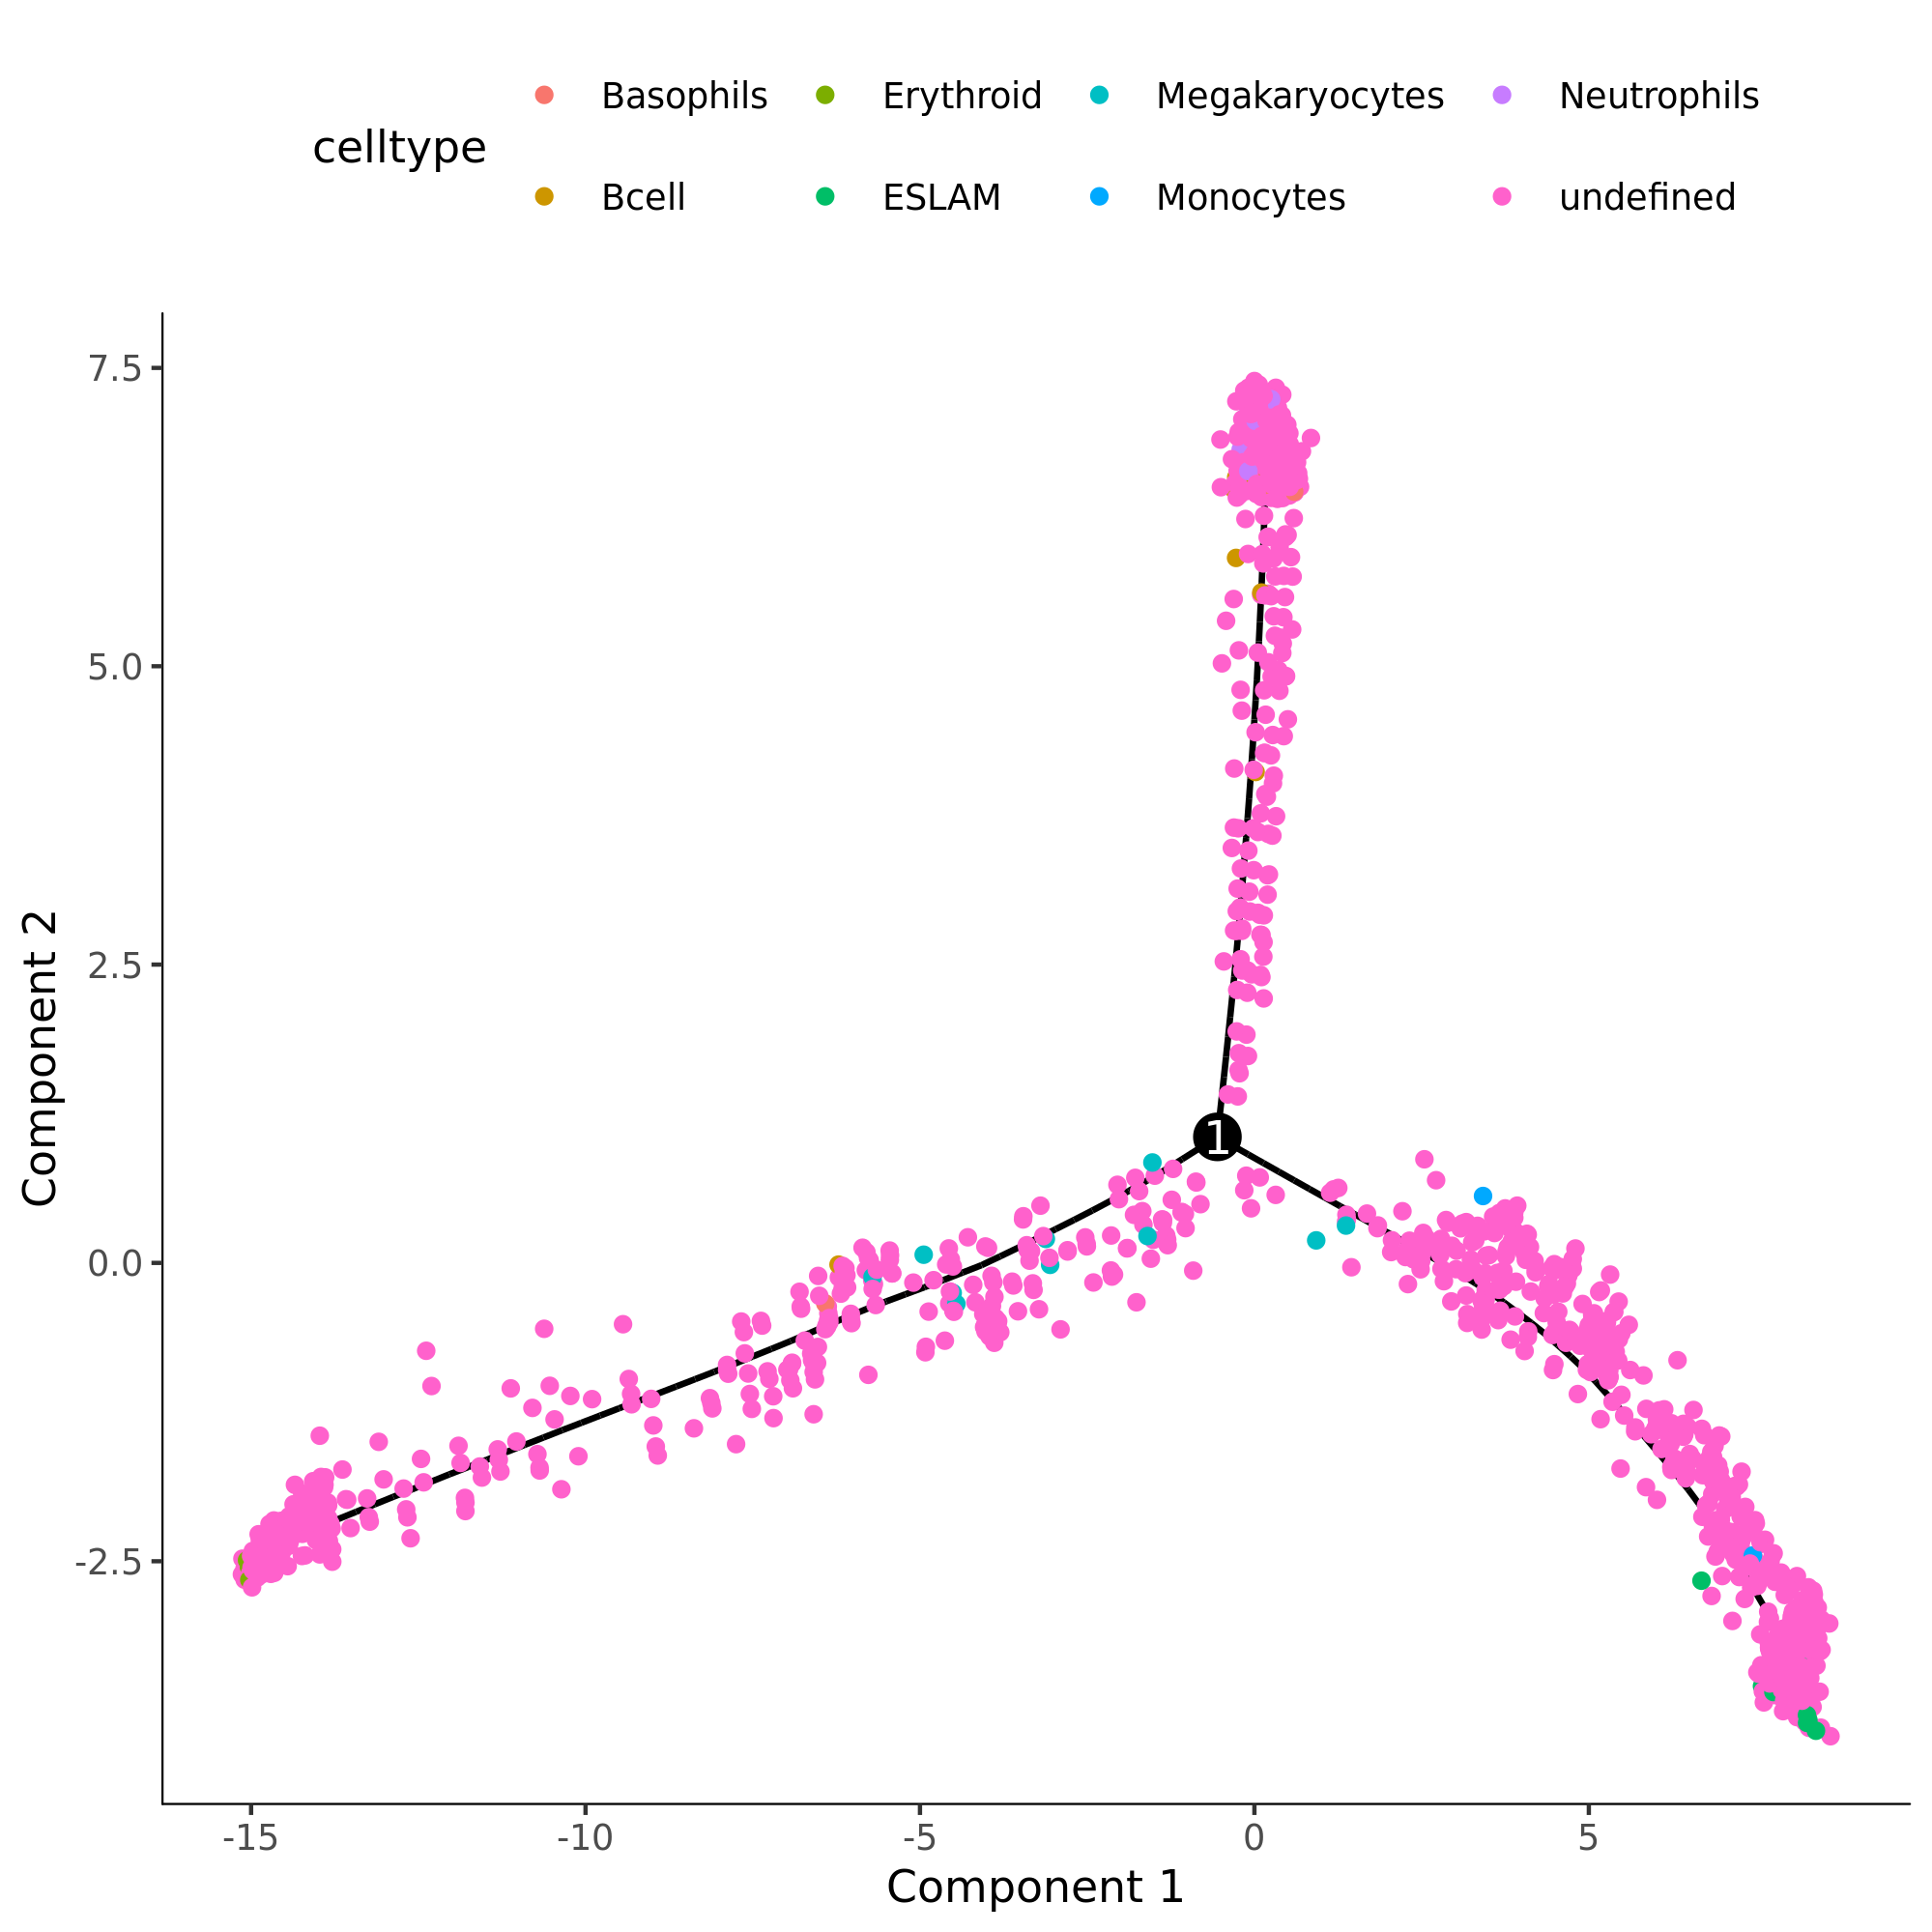 celltype
Basophils Erythroid Megakaryocytes Neutrophils
Bcell ESLAM Monocytes undefined
7.5
5.0
2.5
0.0
-2.5
Component 2
1
-15 -10 -5 0 5
Component 1